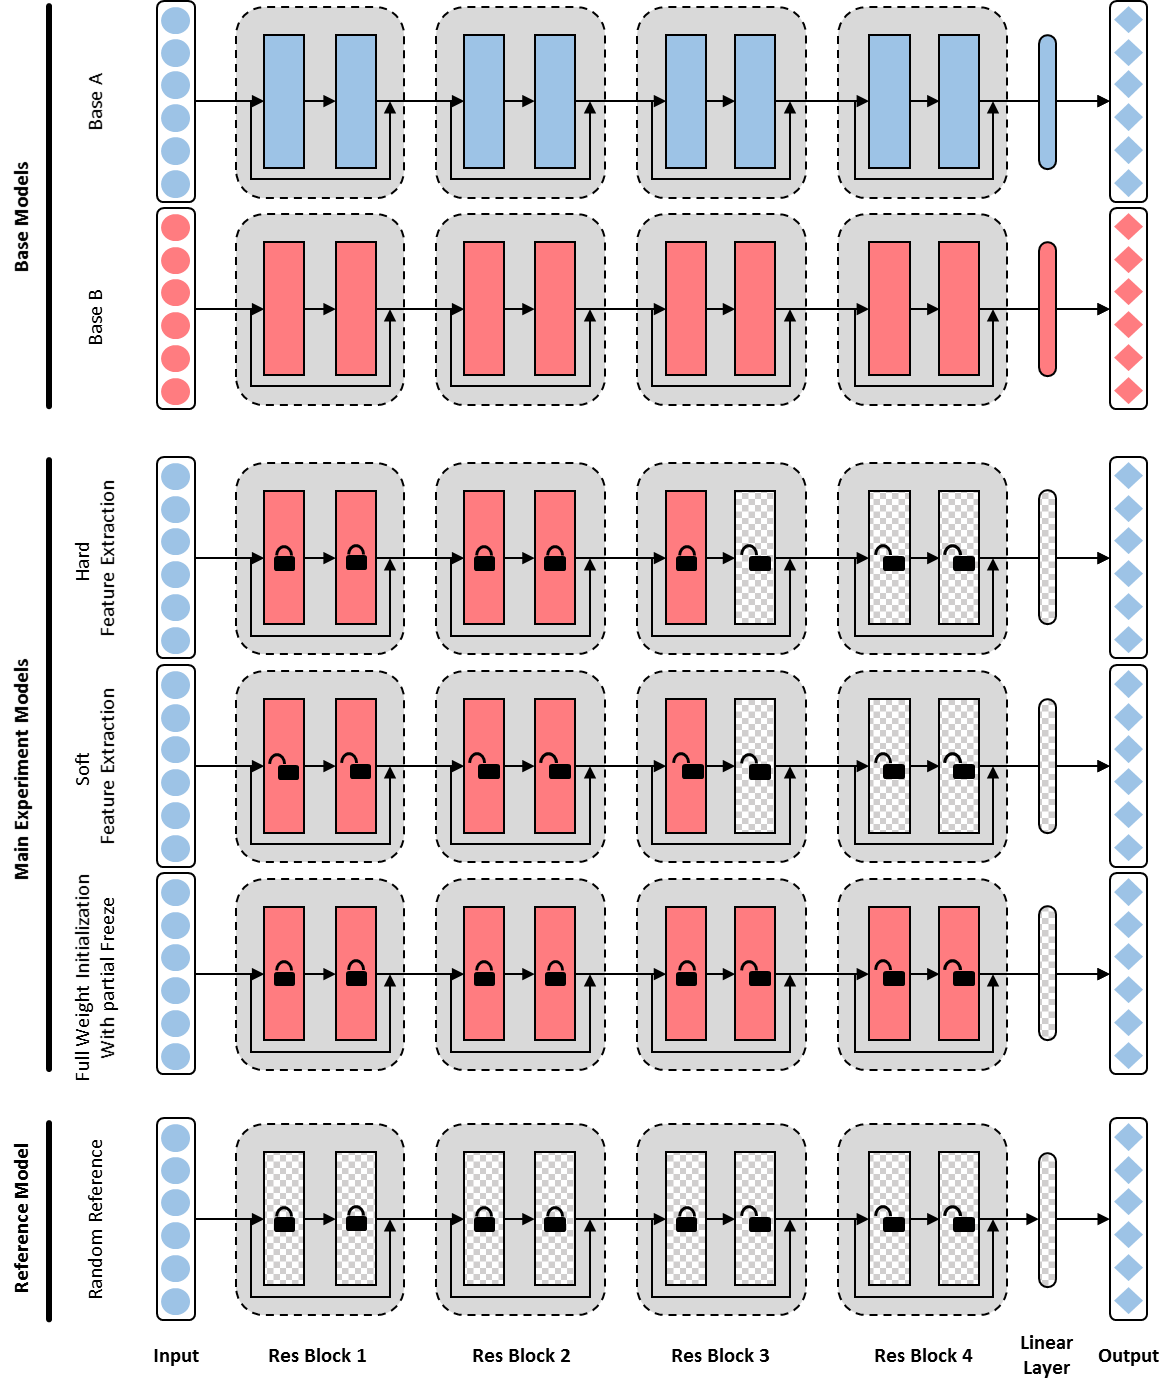 Base Models
Base A
Base B
Main Experiment Models
Hard
Feature Extraction
Soft
Feature Extraction
Full Weight Initialization
With partial Freeze
Reference Model
Random Reference
Input
Res Block 1
Res Block 2
Res Block 3
Res Block 4
Linear
Layer
Output